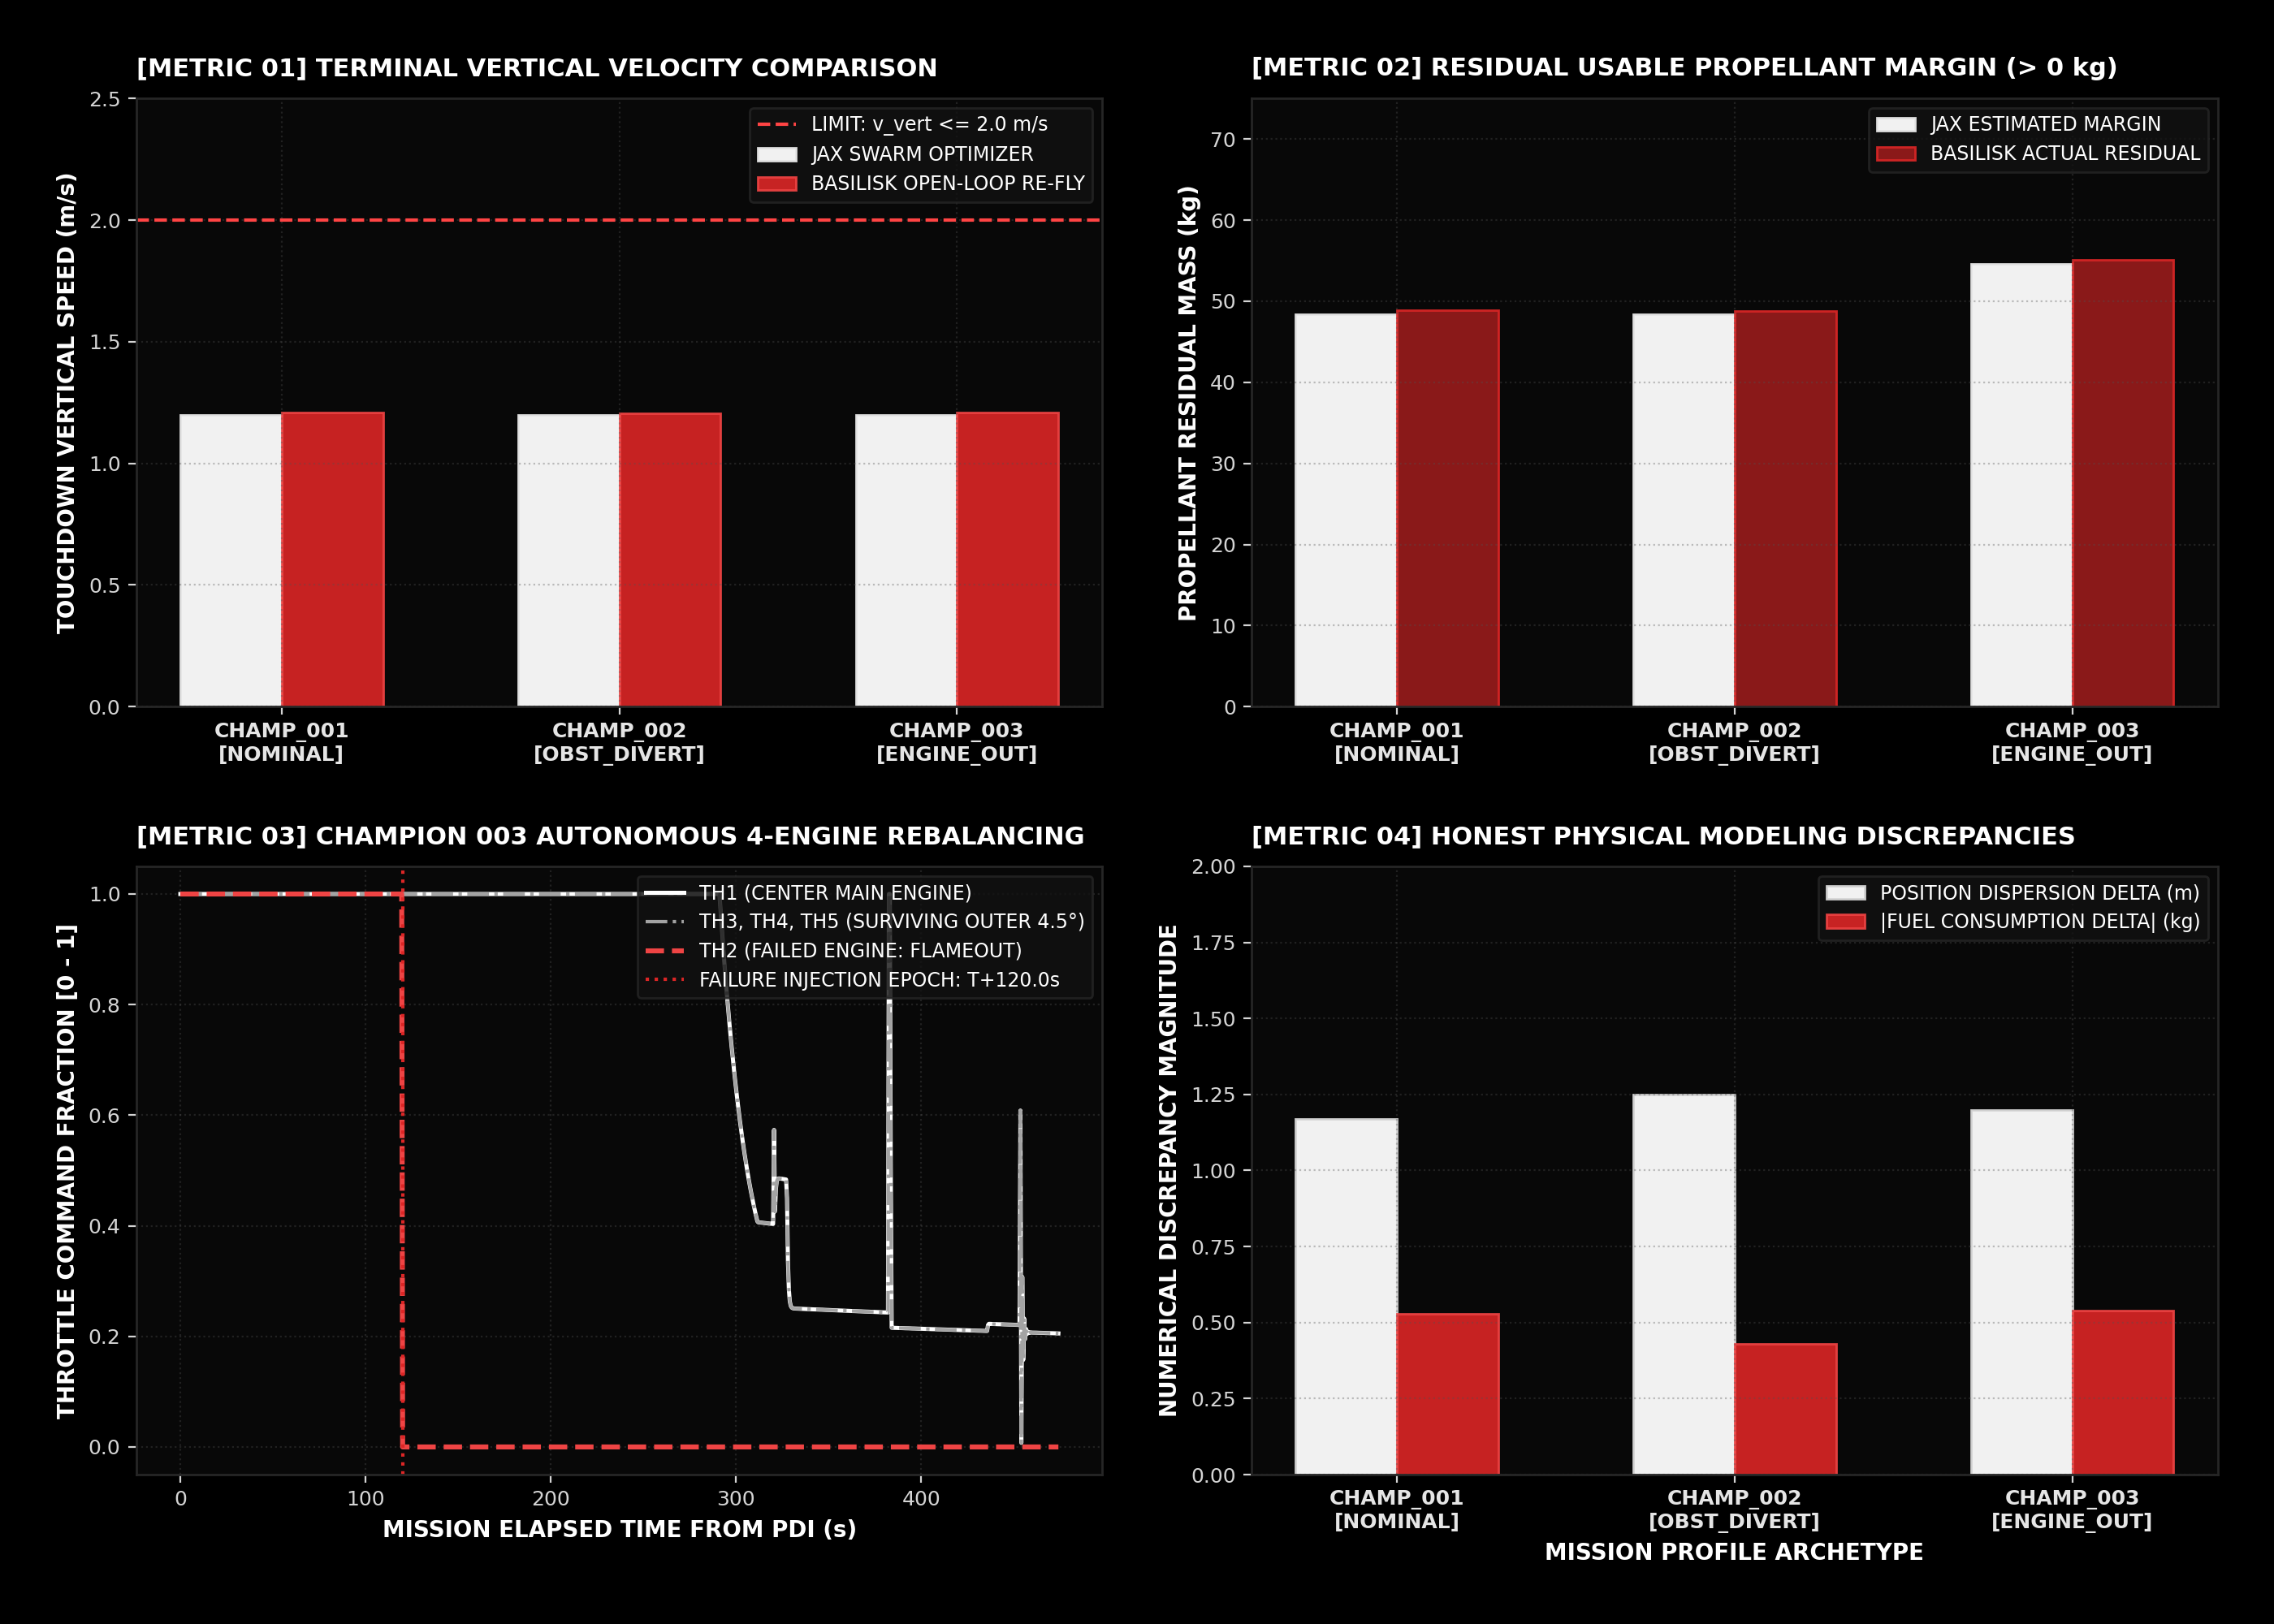 [METRIC 01] TERMINAL VERTICAL VELOCITY COMPARISON
TOUCHDOWN VERTICAL SPEED (m/s)
2.5
2.0
1.5
1.0
0.5
0.0
LIMIT: v_vert <= 2.0 m/s
JAX SWARM OPTIMIZER
BASILISK OPEN-LOOP RE-FLY
CHAMP_001
[NOMINAL]
CHAMP_002
[OBST_DIVERT]
CHAMP_003
[ENGINE_OUT]
[METRIC 02] RESIDUAL USABLE PROPELLANT MARGIN (> 0 kg)
PROPELLANT RESIDUAL MASS (kg)
70
60
50
40
30
20
10
0
JAX ESTIMATED MARGIN
BASILISK ACTUAL RESIDUAL
CHAMP_001
[NOMINAL]
CHAMP_002
[OBST_DIVERT]
CHAMP_003
[ENGINE_OUT]
[METRIC 03] CHAMPION 003 AUTONOMOUS 4-ENGINE REBALANCING
THROTTLE COMMAND FRACTION [0 - 1]
1.0
0.8
0.6
0.4
0.2
0.0
TH1 (CENTER MAIN ENGINE)
TH3, TH4, TH5 (SURVIVING OUTER 4.5°)
TH2 (FAILED ENGINE: FLAMEOUT)
FAILURE INJECTION EPOCH: T+120.0s
0
100
200
300
400
MISSION ELAPSED TIME FROM PDI (s)
[METRIC 04] HONEST PHYSICAL MODELING DISCREPANCIES
NUMERICAL DISCREPANCY MAGNITUDE
2.00
1.75
1.50
1.25
1.00
0.75
0.50
0.25
0.00
POSITION DISPERSION DELTA (m)
|FUEL CONSUMPTION DELTA| (kg)
CHAMP_001
[NOMINAL]
CHAMP_002
[OBST_DIVERT]
CHAMP_003
[ENGINE_OUT]
MISSION PROFILE ARCHETYPE